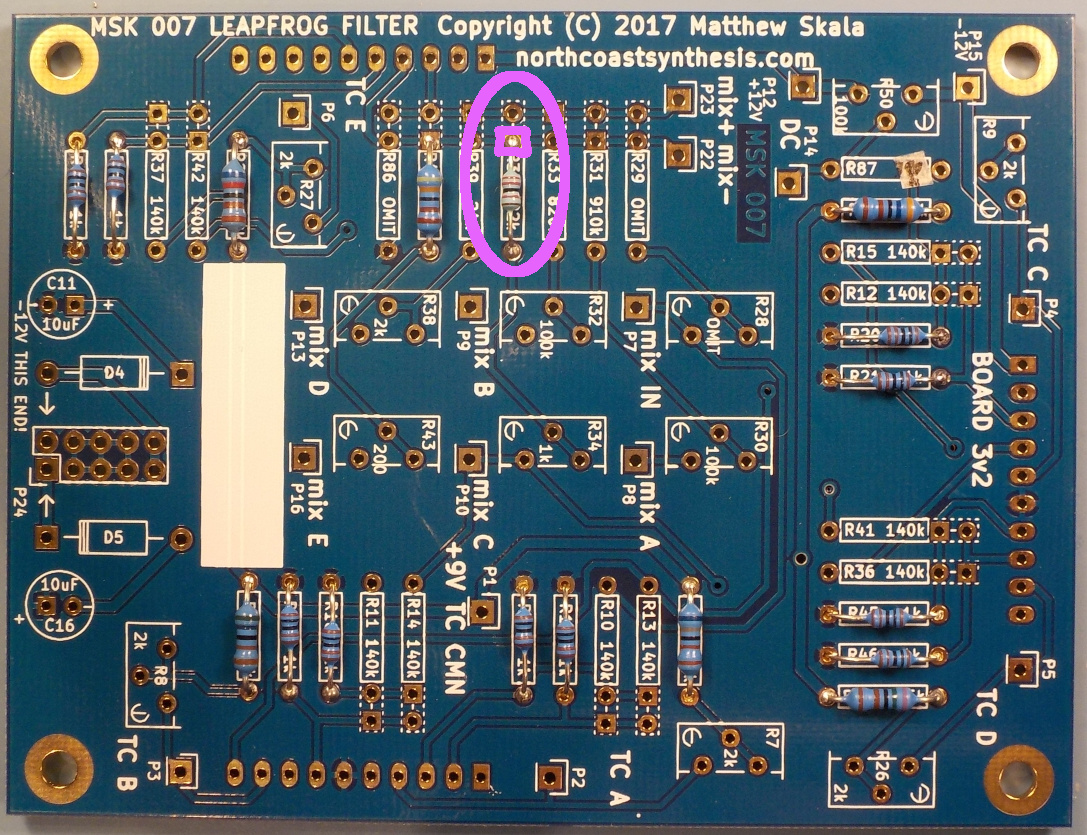 MSK 007 LEAPFROG FILTER Copyright (C) 2017 Matthew Skala
northcoastsynthesis.com
P15
-12V
TC E
P6
P23
mix+
mix-
P22
P12
+12V
MSK 007
DC
P14
R50
100k
R9
2k
R87
R37 140k
R42 140k
2k
R27
R86 OMIT
R31 910k
R29 OMIT
TC C
P4
R15 140k
R12 140k
C11
10uF
+
-12V THIS END!
D4
P13
mix D
R38
2k
P9
mix B
R32
100k
P7
mix IN
R28
OMIT
BOARD 3v2
P24
D5
P16
mix E
R43
200
P10
mix C
R34
1k
P8
mix A
R30
100k
R41 140k
R36 140k
10uF
C16
+
+9V
P1
TC CMN
R11 140k
R14 140k
R10 140k
R13 140k
2k
R8
TC B
P3
P2
TC A
R7
2k
R26
2k
TC D
P5